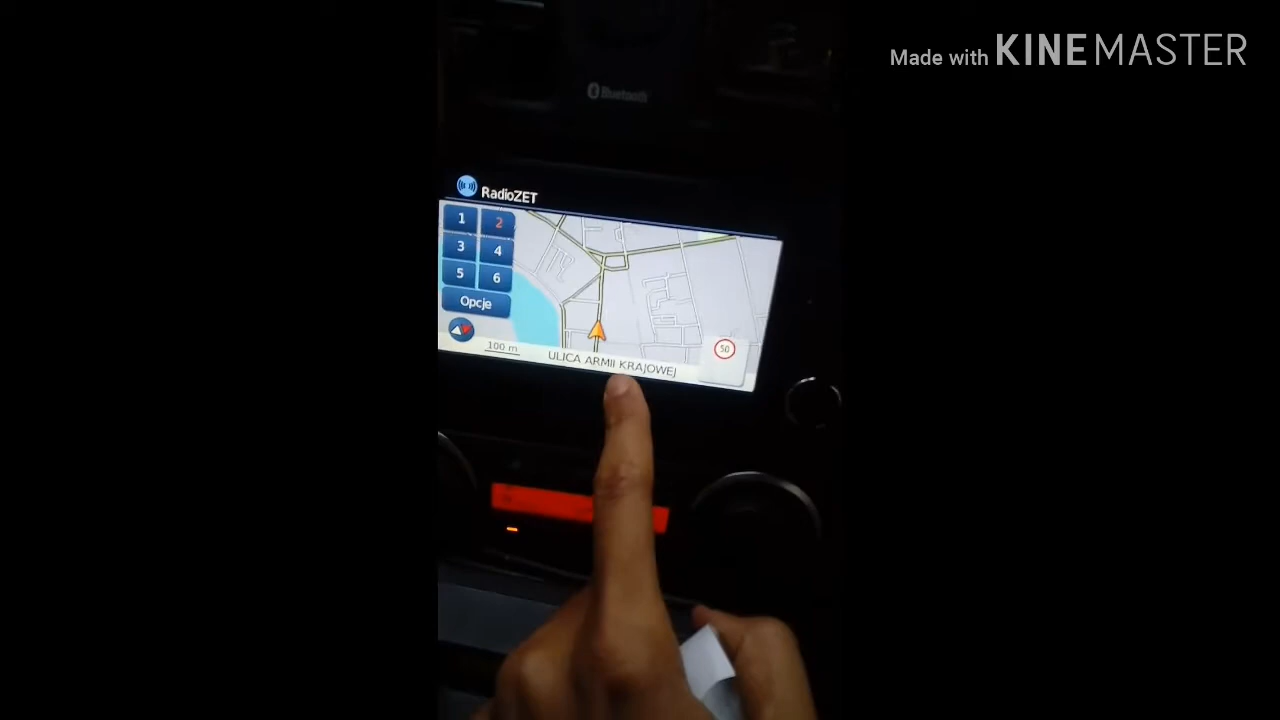 Made with KINEMASTER
Bluetooth
RadioZET
1 2
3 4
5 6
Opcje
100 m
ULICA ARMII KRAJOWEJ
50